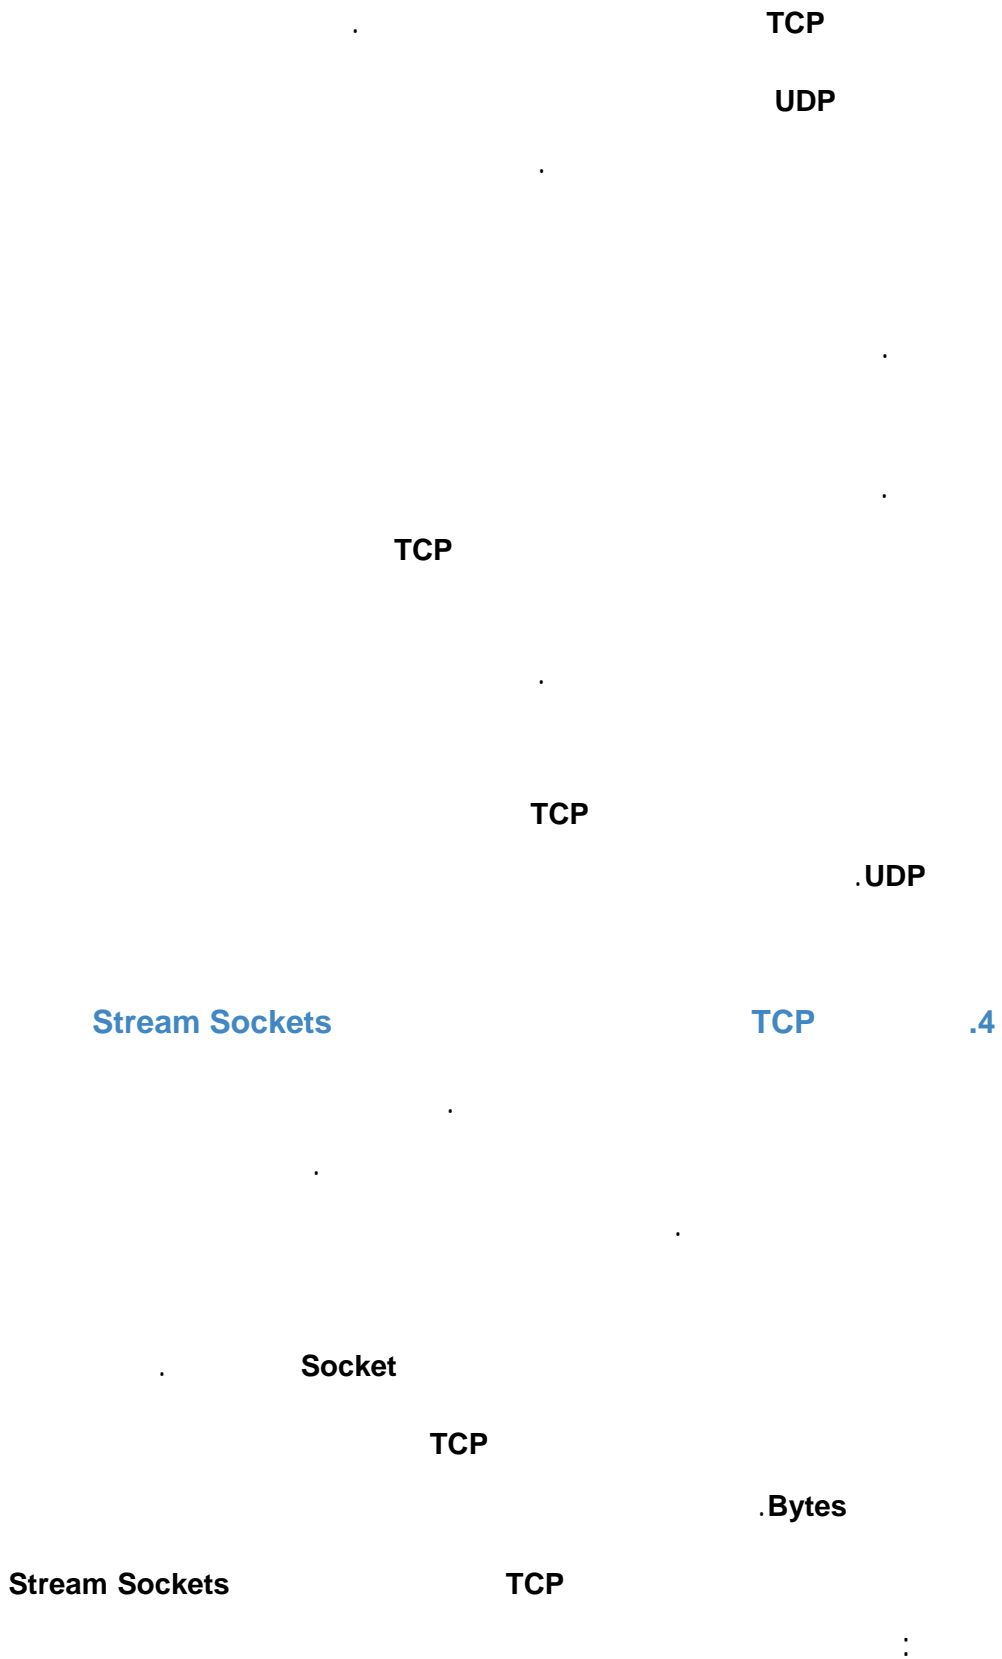 TCP .
UDP
.
.
.
TCP
.
TCP
UDP.
4. TCP Stream Sockets
.
.
.
Socket .
TCP
Bytes.
TCP Stream Sockets
: